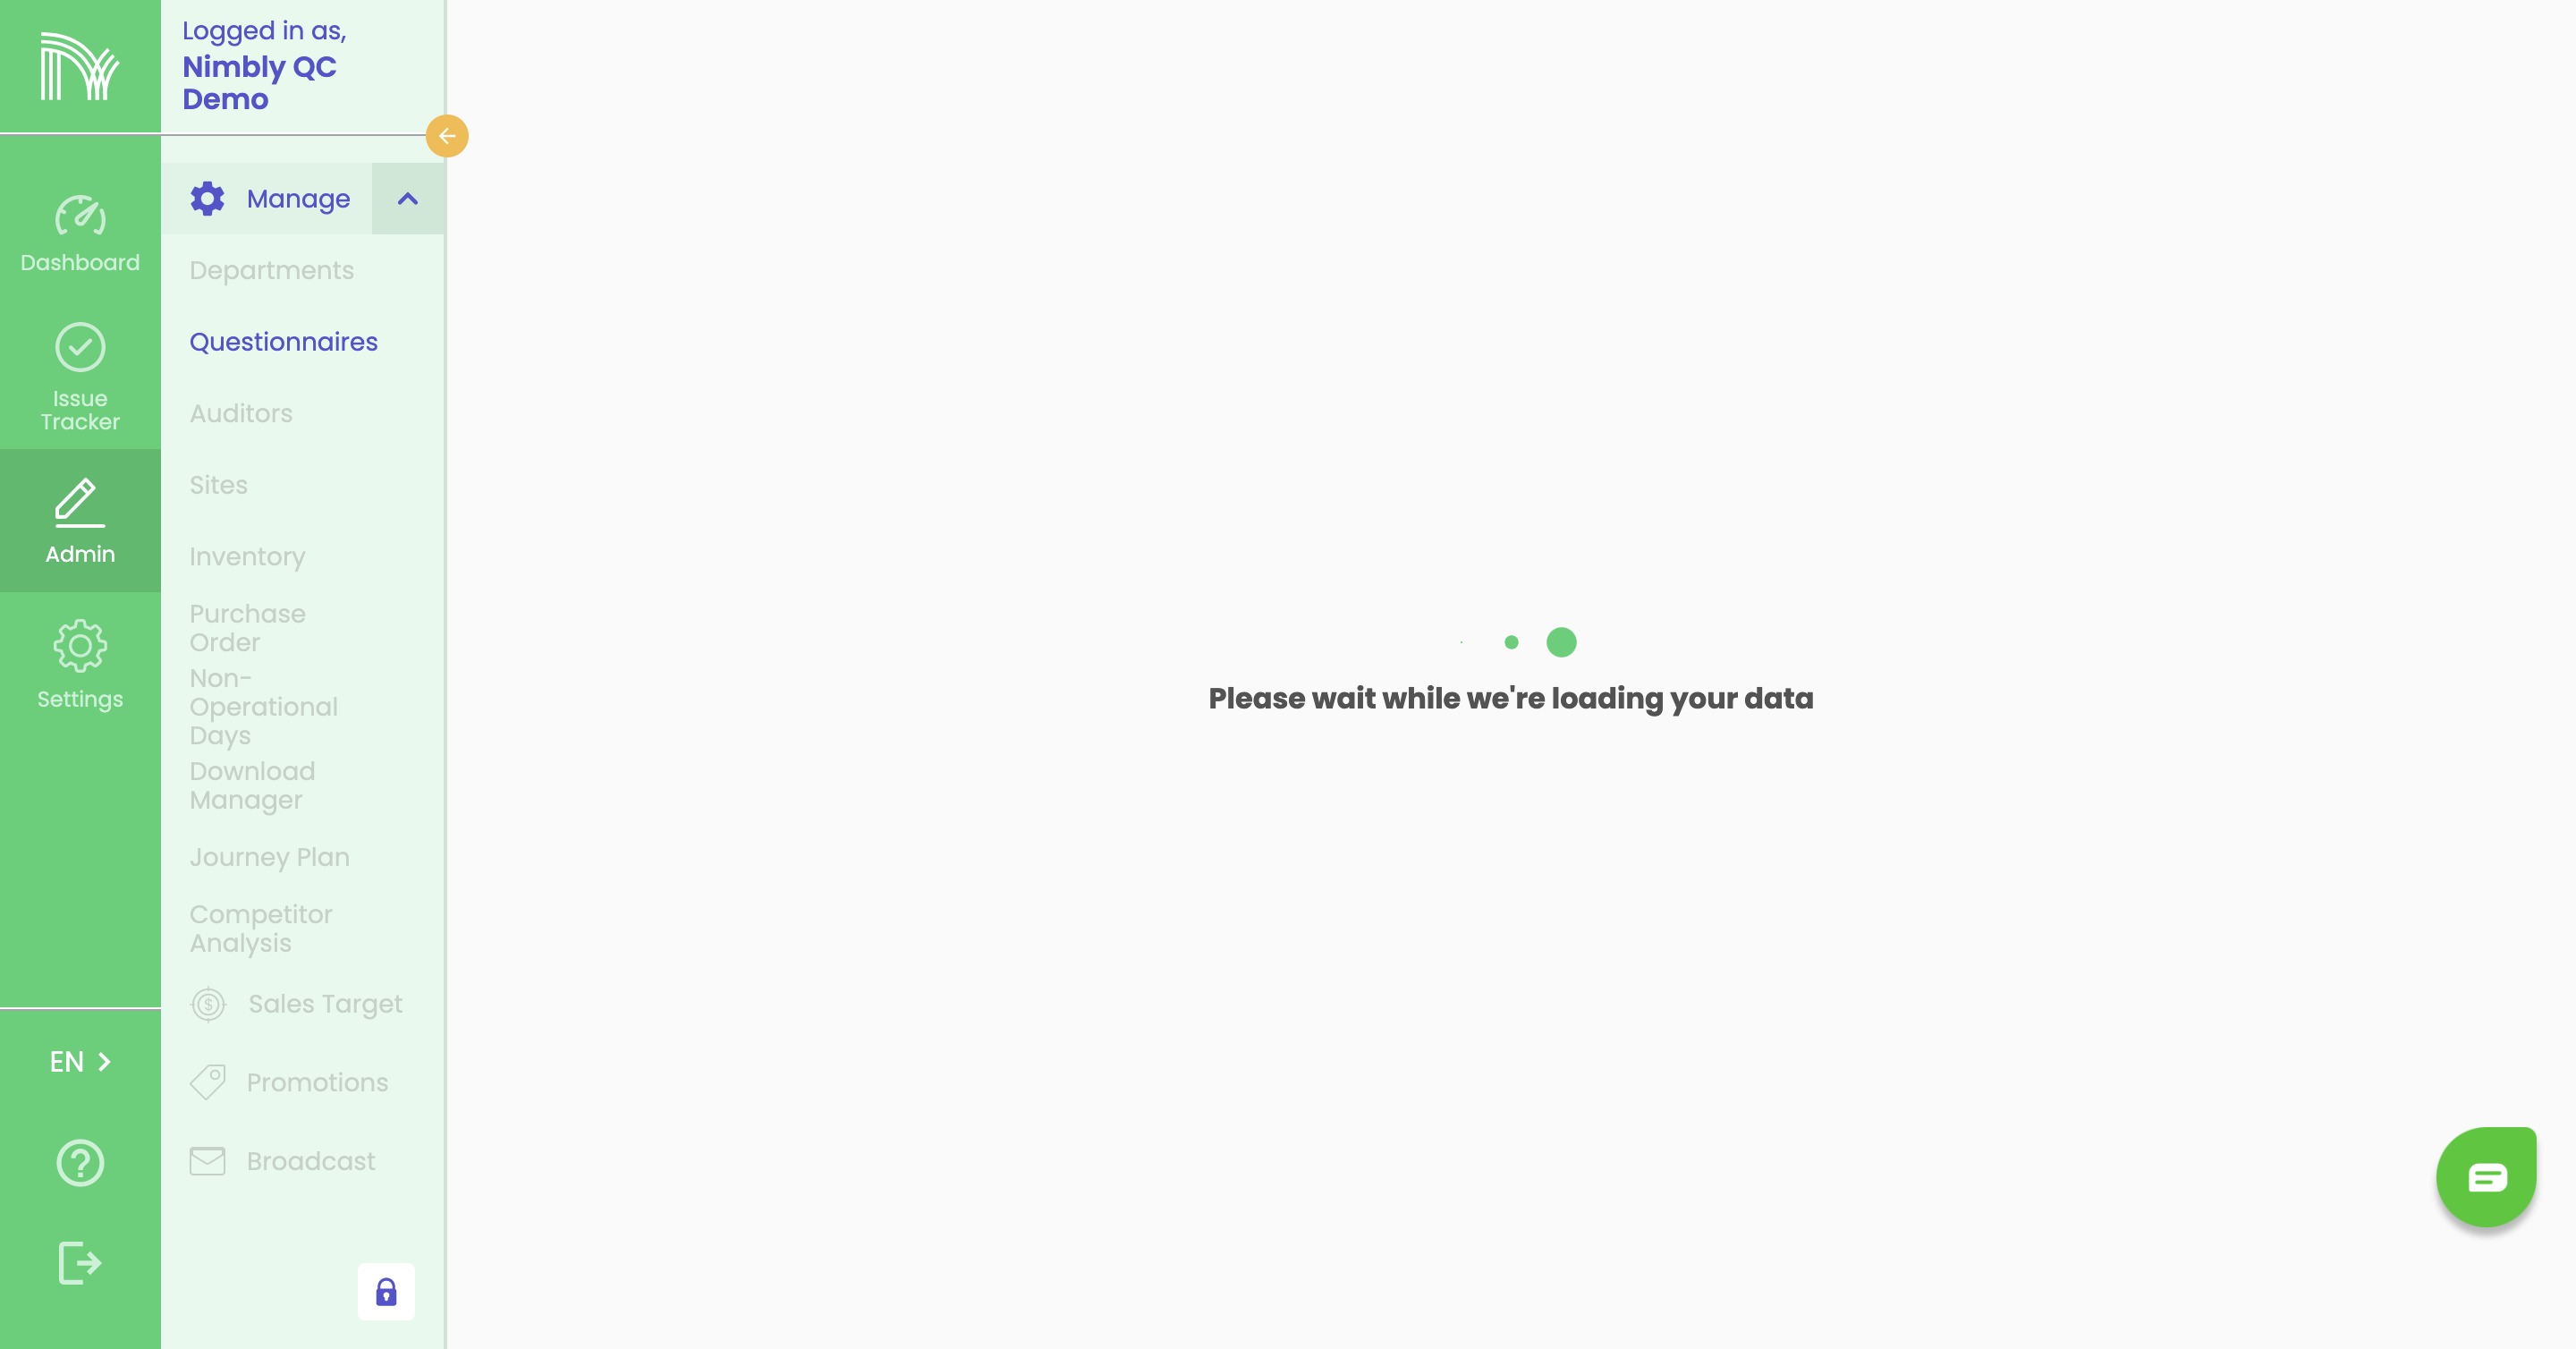 Logged in as,
Nimbly QC
Demo
Dashboard
Issue
Tracker
Admin
Settings
EN
Manage
Departments
Questionnaires
Auditors
Sites
Inventory
Purchase
Order
Non-
Operational
Days
Download
Manager
Journey Plan
Competitor
Analysis
Sales Target
Promotions
Broadcast
Please wait while we're loading your data